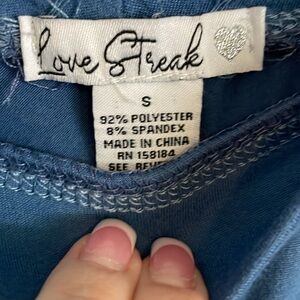 Love Streak
S
92% POLYESTER
8% SPANDEX
MADE IN CHINA
RN 158184
SEE